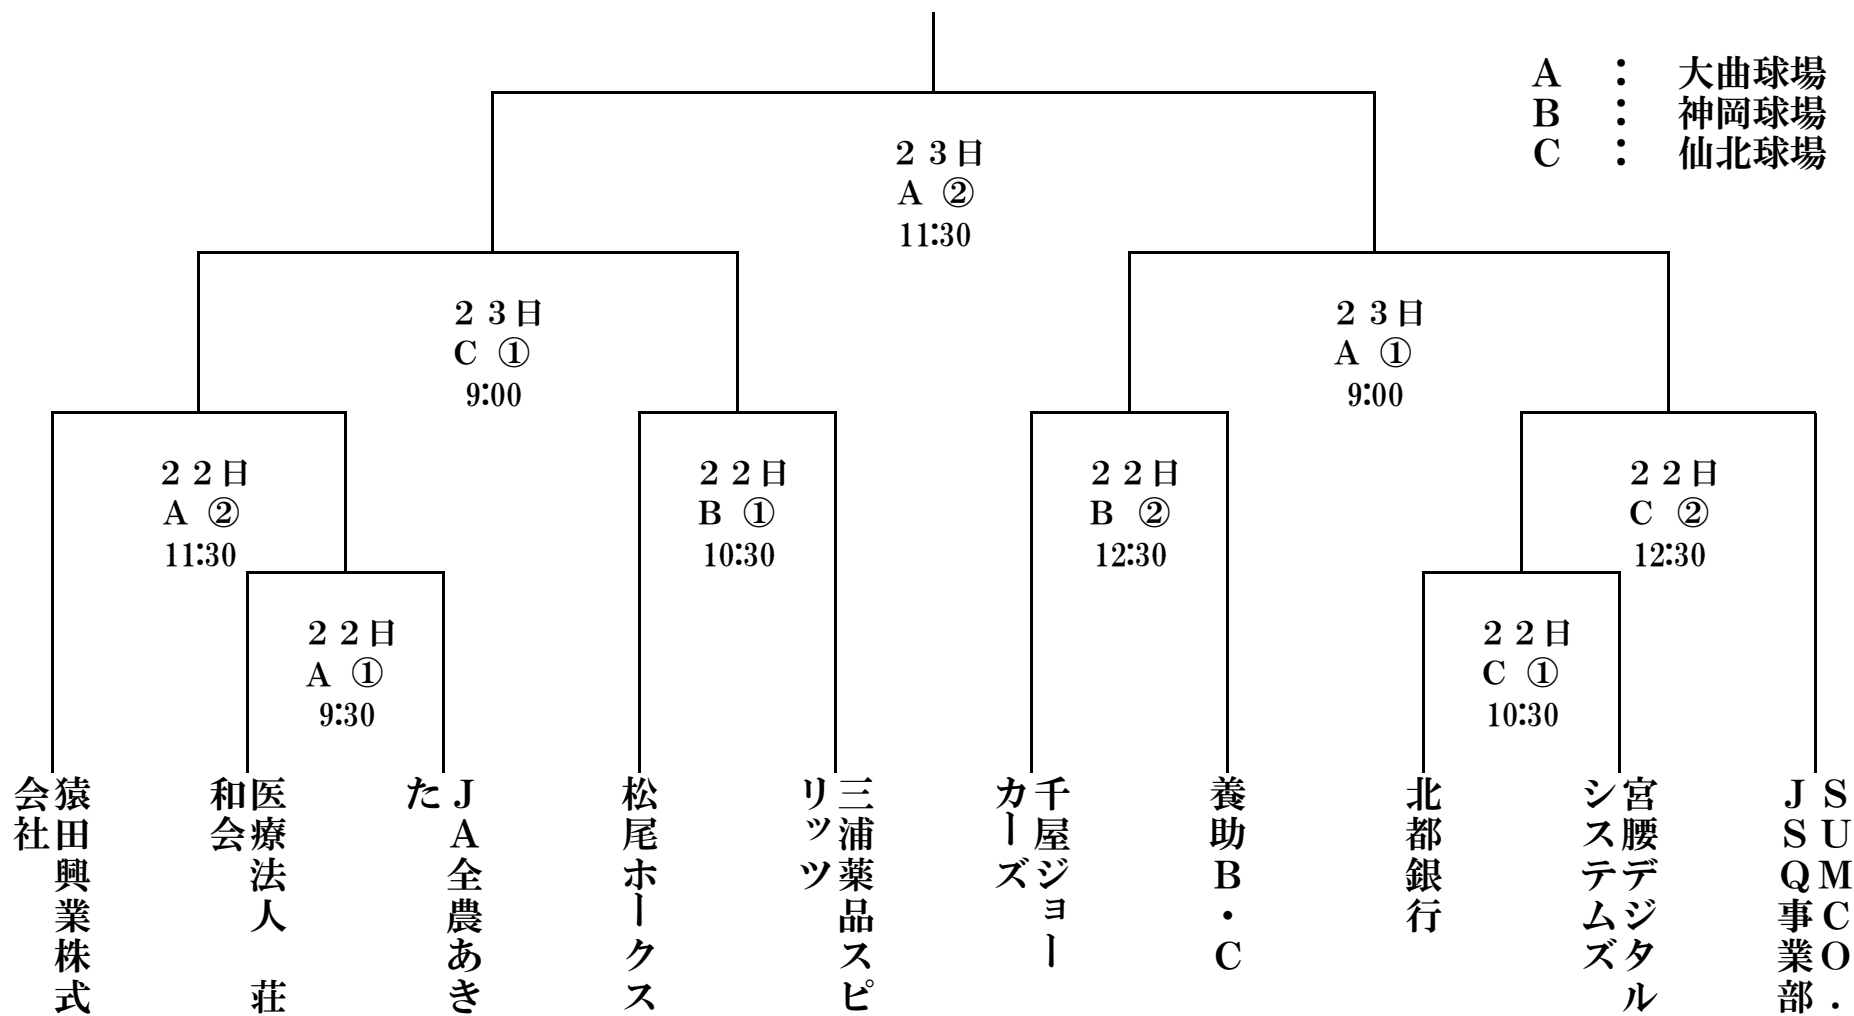 A : 大曲球場
B : 神岡球場
C : 仙北球場
23日
A ②
11:30
23日
C ①
9:00
23日
A ①
9:00
22日
A ②
11:30
22日
B ①
10:30
22日
B ②
12:30
22日
C ②
12:30
22日
A ①
9:30
22日
C ①
10:30
猿田興業株式
会社
医療法人 荘
和会
JA全農あき
た
松尾ホークス
三浦薬品スピ
リッツ
千屋ジョー
カーズ
養助B・C
北都銀行
宮腰デジタル
システムズ
SUMCO.
JSQ事業部